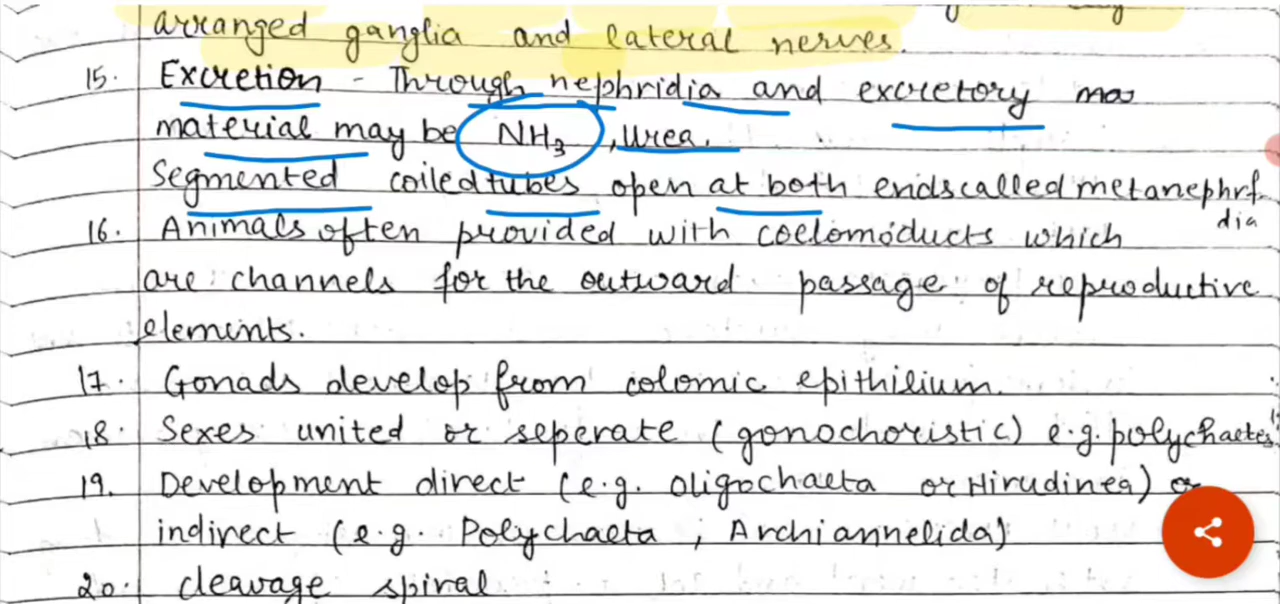 arranged ganglia and lateral nerves.
15. Excretion - Through nephridia and excretory
material may be NH3, Urea.
Segmented coiled tubes open at both ends called metanephri
dia
16. Animals often provided with coelomoducts which
are channels for the outward passage of reproductive
elements.
17. Gonads develop from colomic epithilium.
18. Sexes united or seperate (gonochoristic) e.g. polychaetes
19. Development direct (e.g. oligochaeta or Hirudinea) or
indirect (e.g. Polychaeta, Archiannelida)
20. cleavage spiral